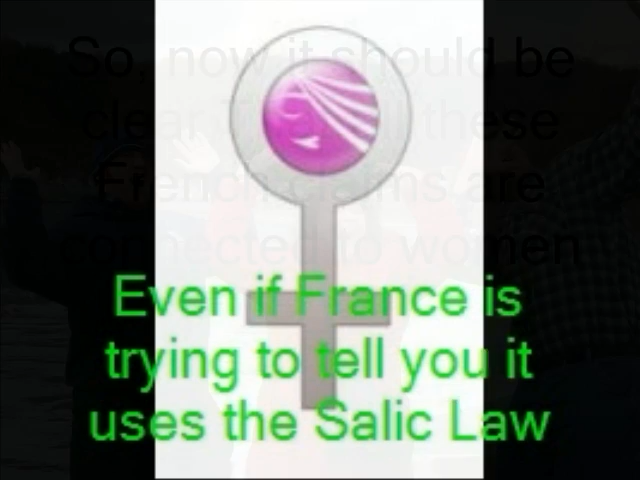 So, now it should be
these
French claims are
connected to women
Even if France is
trying to tell you it
uses the Salic Law